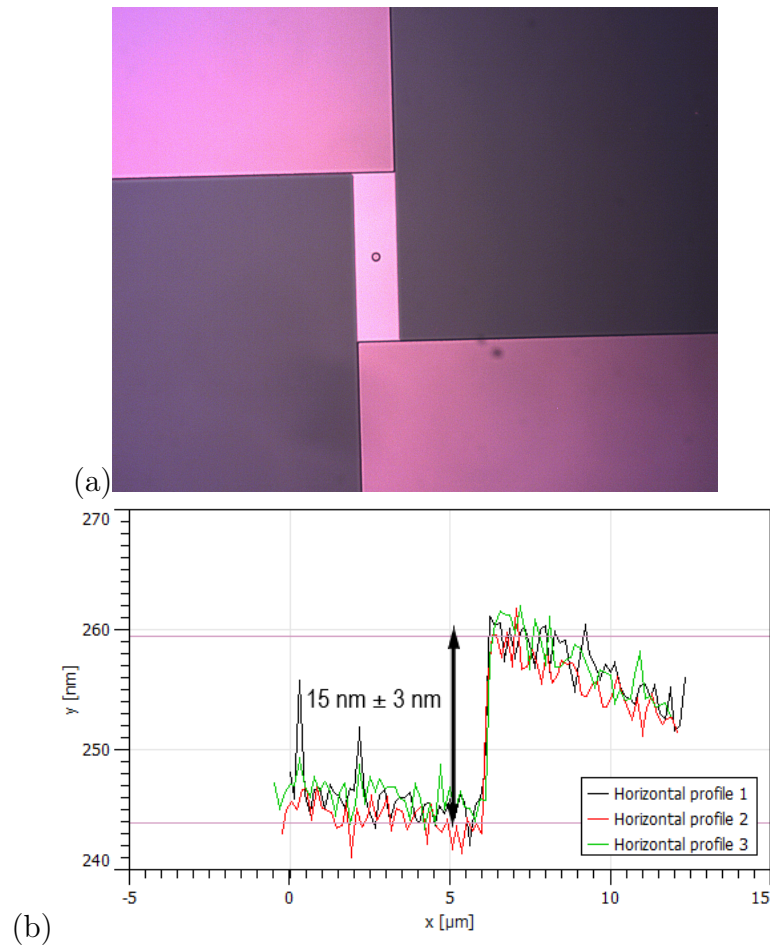 (a)
270
260
250
240
y [nm]
15 nm ± 3 nm
Horizontal profile 1
Horizontal profile 2
Horizontal profile 3
-5
0
5
10
15
x [µm]
(b)